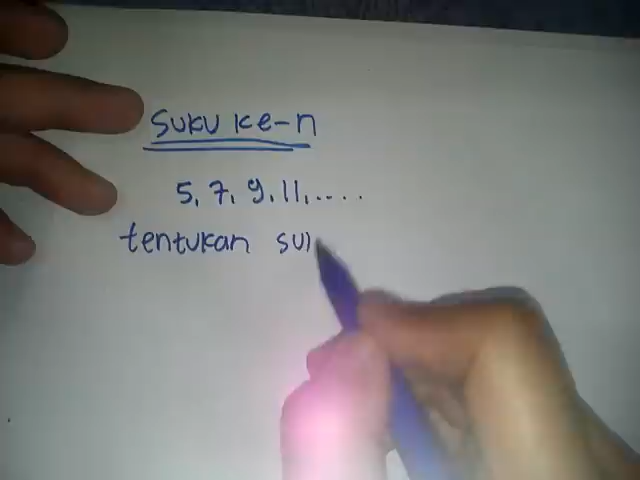 Suku ke-n
5, 7, 9, 11, ....
tentukan